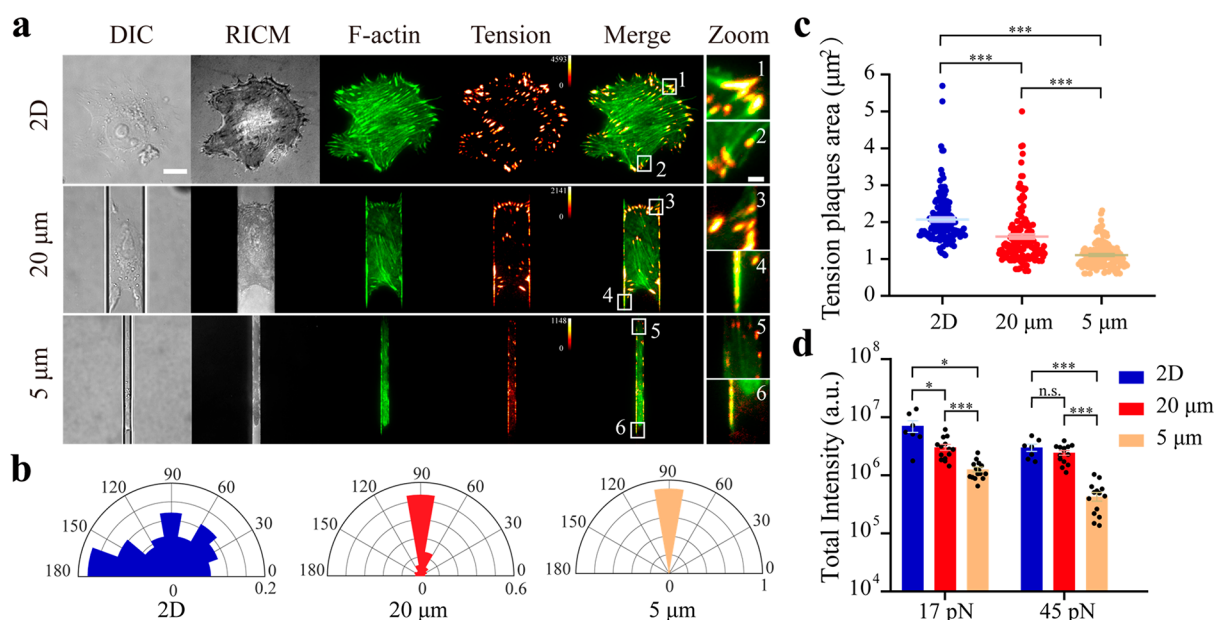 a
DIC RICM F-actin Tension Merge Zoom
2D
4593
0
1
2
1
2
20 μm
2141
0
3
4
3
4
5 μm
1148
0
5
6
5
6
b
180 150 120 90 60 30 0 0.2
2D
180 150 120 90 60 30 0 0.6
20 μm
180 150 120 90 60 30 0 1
5 μm
c
Tension plaques area (μm²)
6
5
4
3
2
1
0
***
***
***
2D 20 μm 5 μm
d
Total Intensity (a.u.)
10⁸
10⁷
10⁶
10⁵
10⁴
*
*
***
***
n.s.
***
17 pN 45 pN
2D
20 μm
5 μm